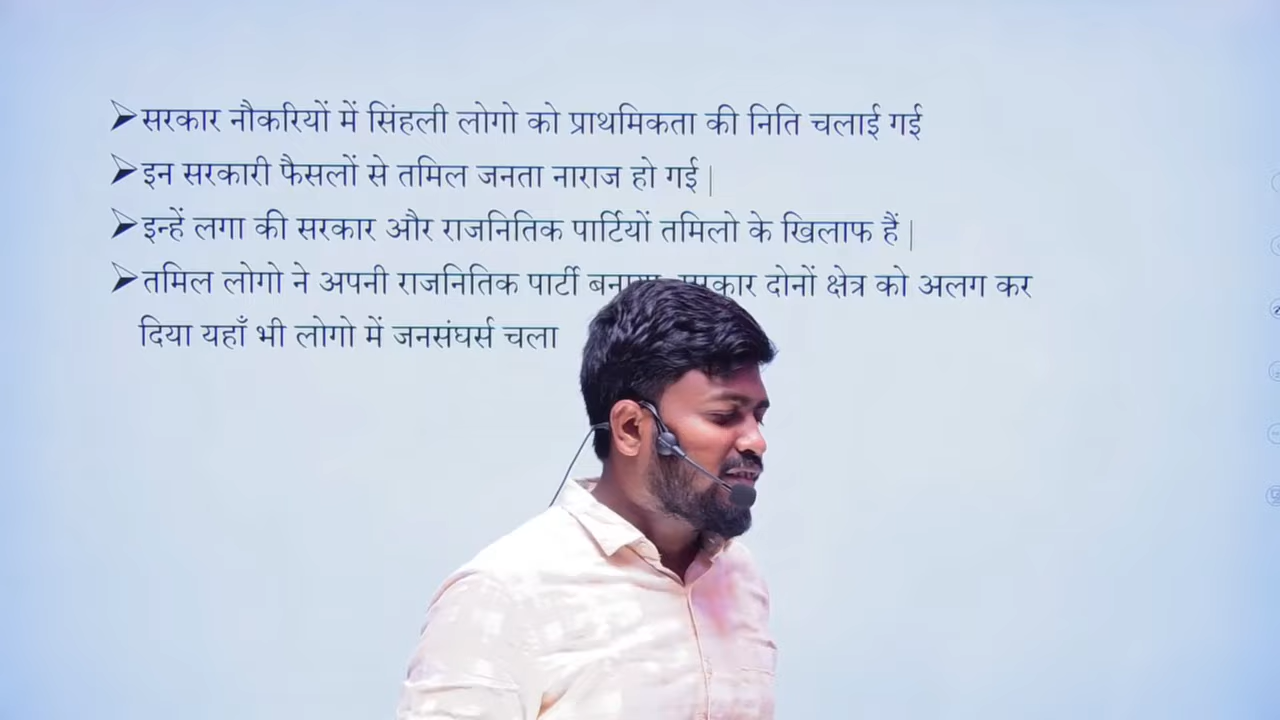 सरकार नौकरियों में सिंहली लोगो को प्राथमिकता की निति चलाई गई
इन सरकारी फैसलों से तमिल जनता नाराज हो गई |
इन्हें लगा की सरकार और राजनितिक पार्टियों तमिलो के खिलाफ हैं |
तमिल लोगो ने अपनी राजनितिक पार्टी दोनों क्षेत्र को अलग कर
दिया यहाँ भी लोगो में जनसंघर्स चला